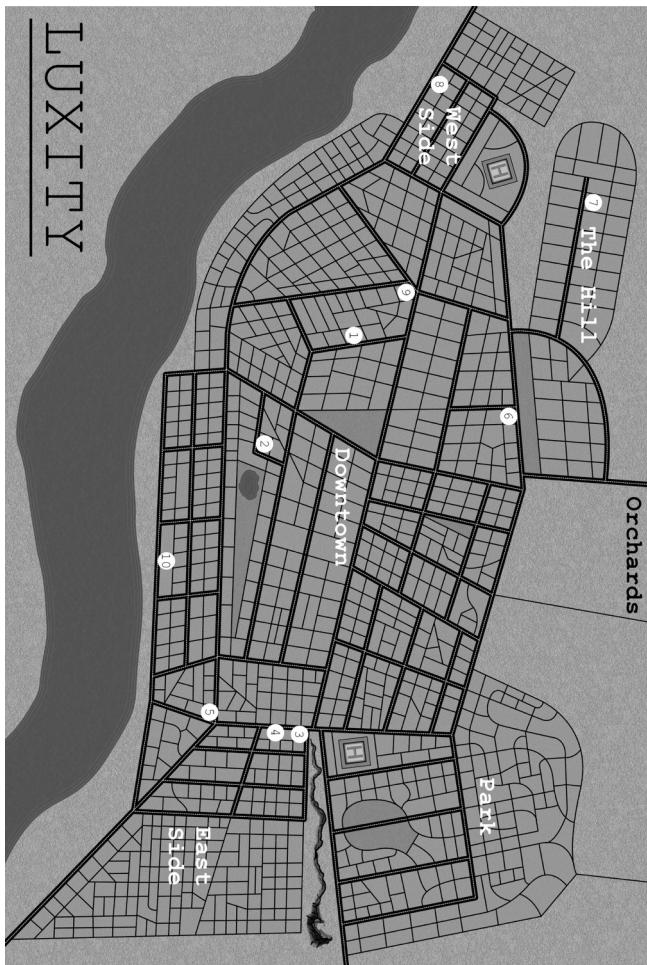 Orchards
7 The Hill
6
H
Park
West
Side
8
9
1
H
Downtown
3
4
2
5
East
Side
10
LUXITY